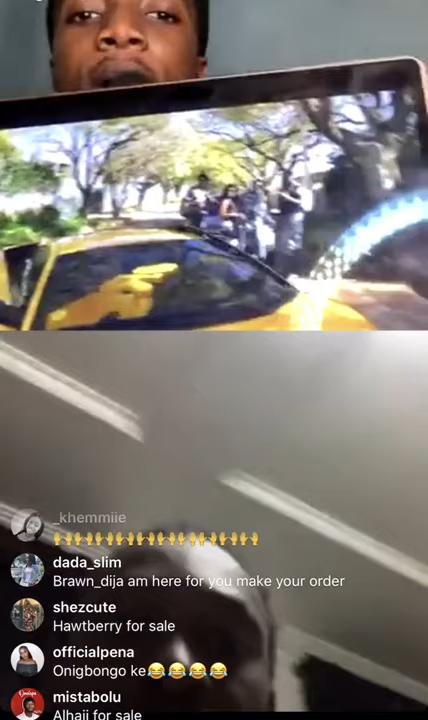 _khemmiie
🙌🙌🙌🙌🙌🙌🙌🙌🙌🙌🙌🙌🙌🙌🙌🙌
dada_slim
Brawn_dija am here for you make your order
shezcute
Hawtberry for sale
officialpena
Onigbongo ke😂😂😂😂
mistabolu
Alhaji for sale